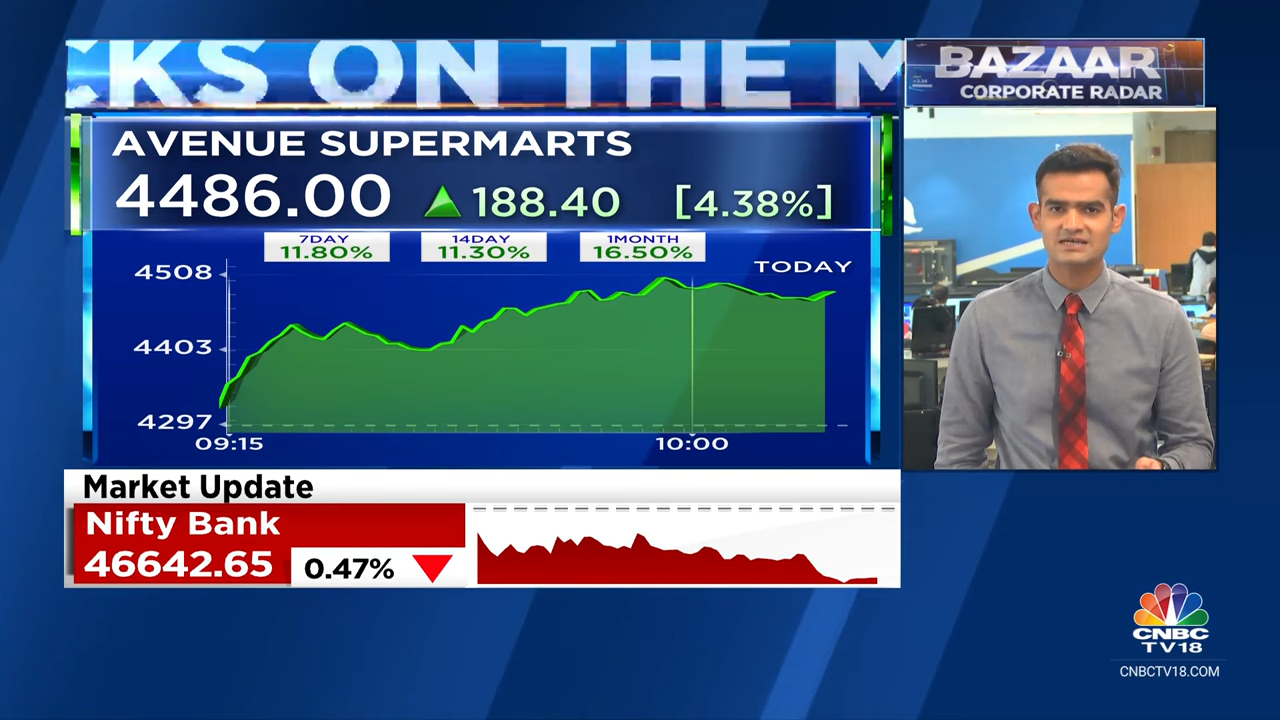 CKS ON THE M
BAZAAR
CORPORATE RADAR
AVENUE SUPERMARTS
4486.00 ▲ 188.40 [4.38%]
7DAY 14DAY 1MONTH
11.80% 11.30% 16.50%
TODAY
4508
4403
4297
09:15 10:00
Market Update
Nifty Bank
46642.65 0.47% ▼
CNBC
TV18
CNBCTV18.COM